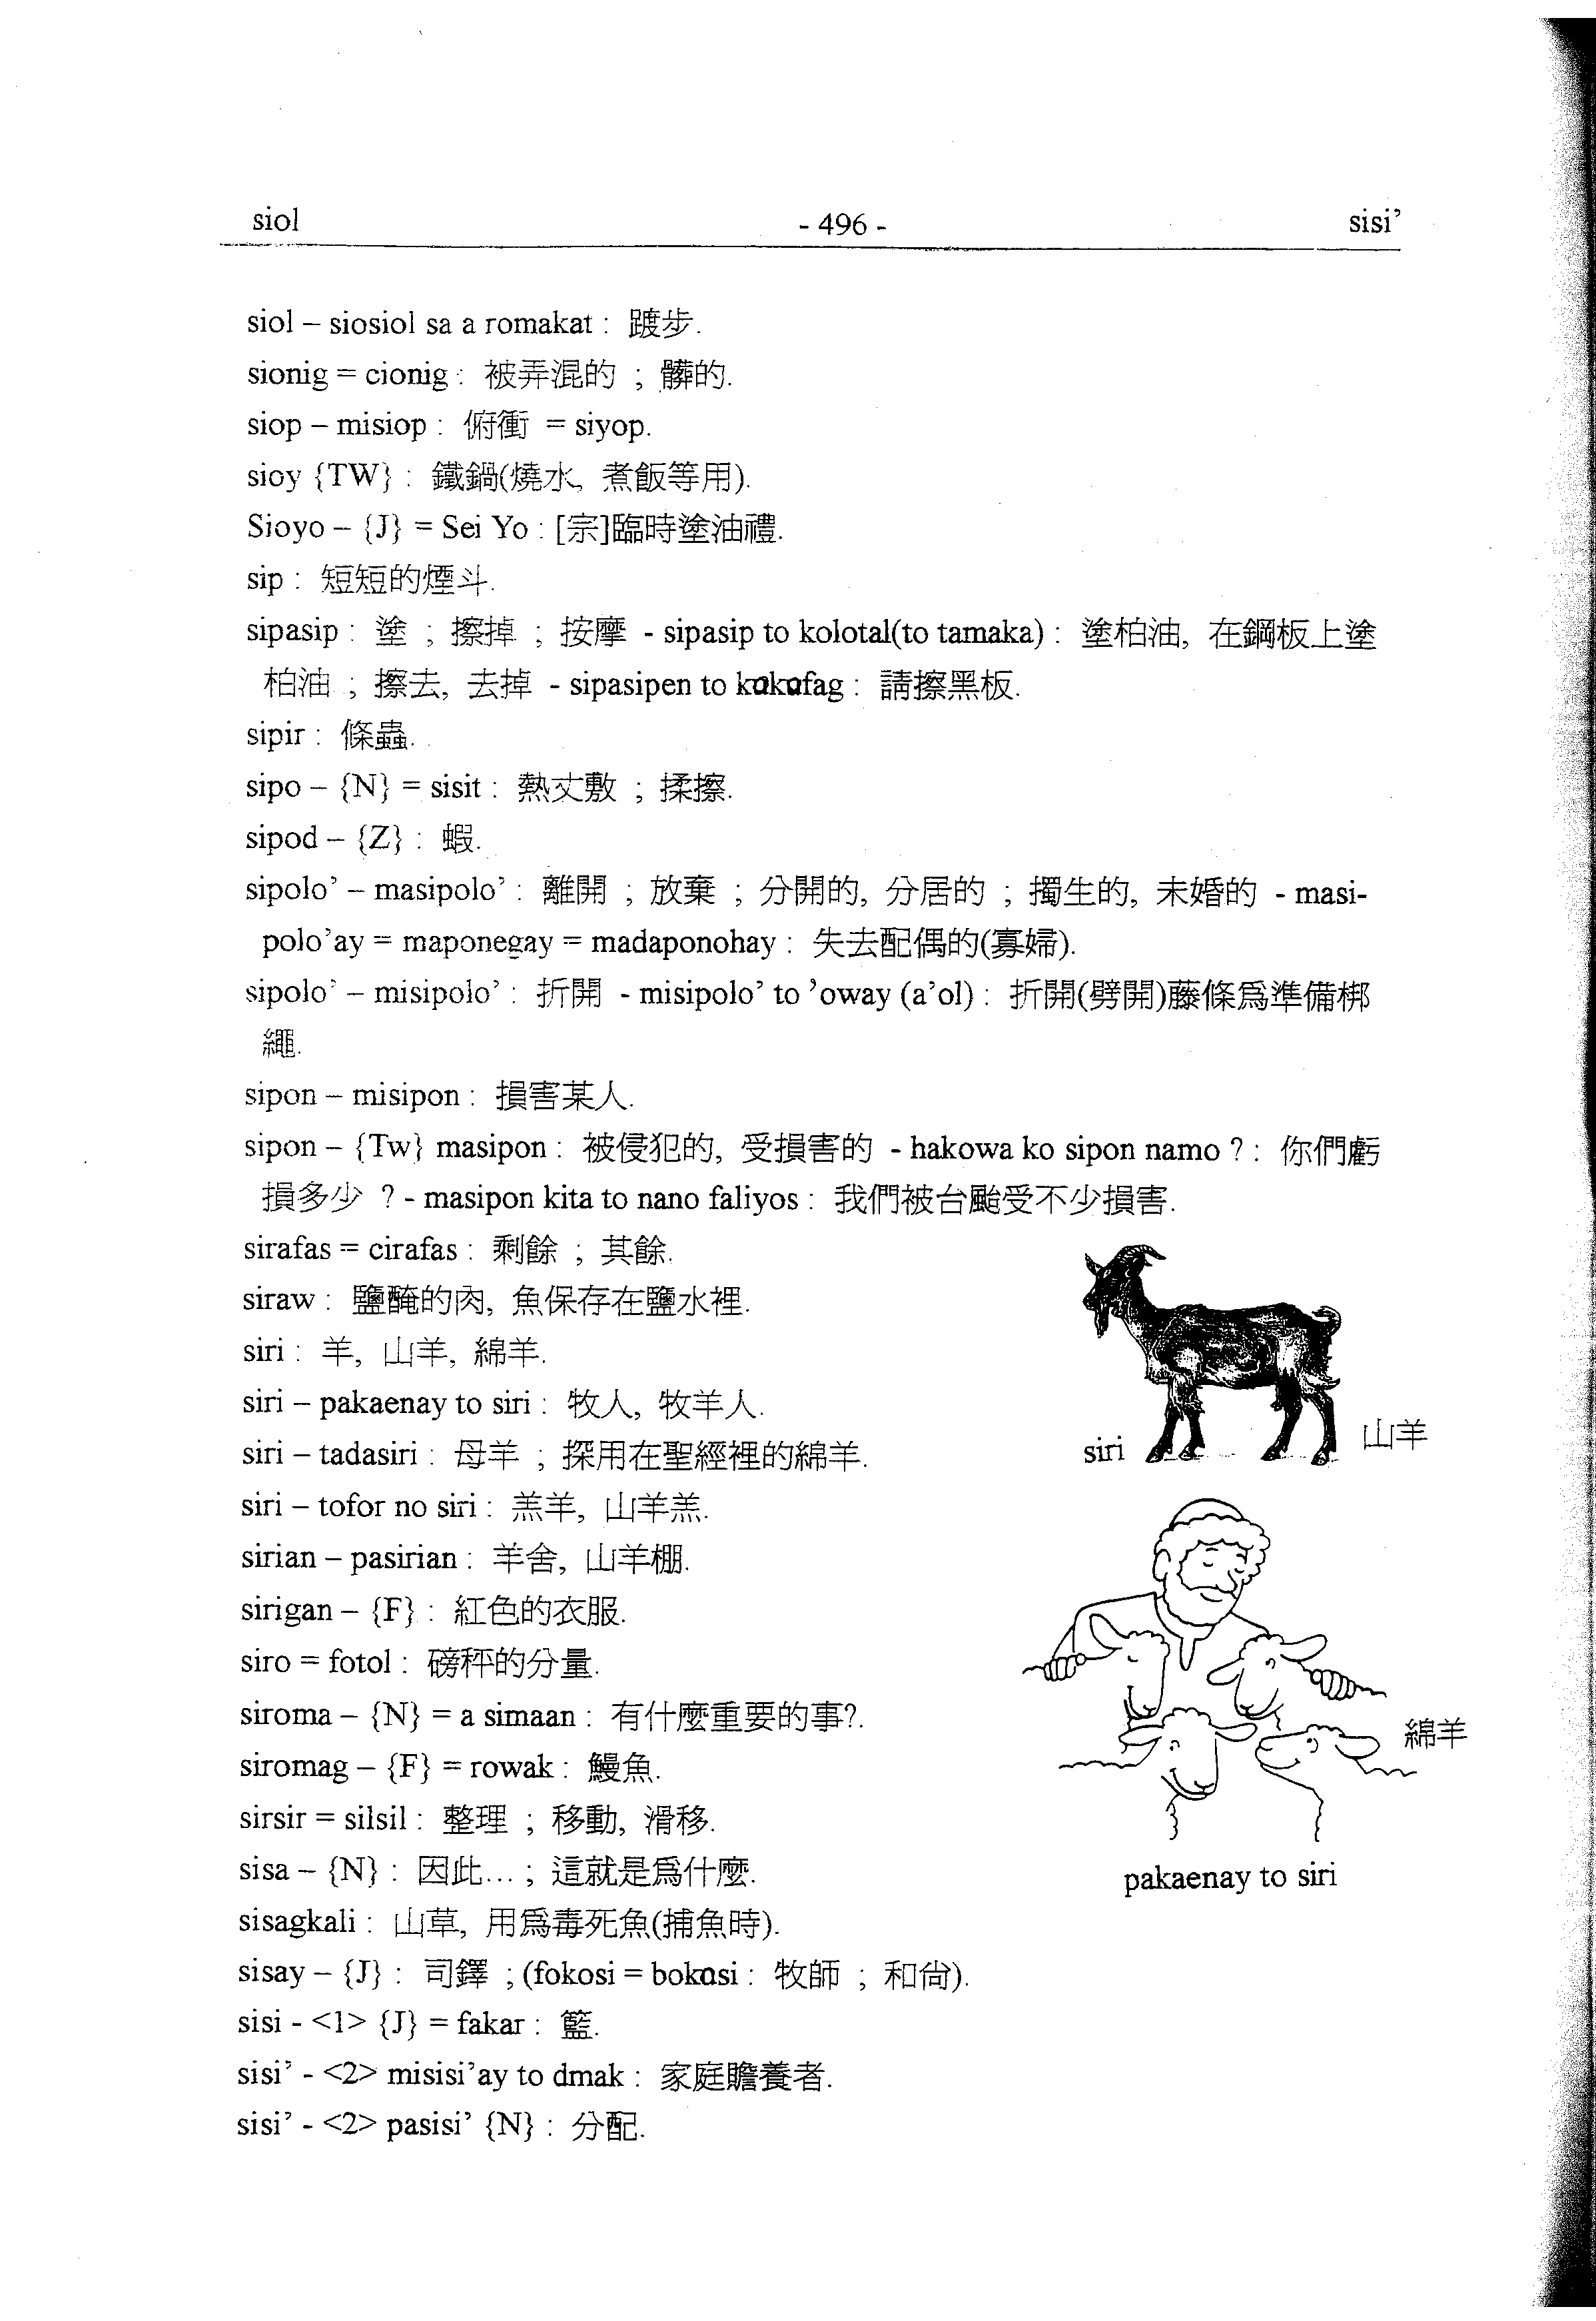 siol - 496 - sisi’
siol – siosiol sa a romakat : 踱步.
sionig = cionig : 被弄混的 ; 髒的.
siop – misiop : 俯衝 = siyop.
sioy {TW} : 鐵鍋(燒水, 煮飯等用).
Sioyo – {J} = Sei Yo : [宗]臨時塗油禮.
sip : 短短的煙斗.
sipasip : 塗 ; 擦掉 ; 按摩 - sipasip to kolotal(to tamaka) : 塗柏油, 在鋼板上塗
柏油 ; 擦去, 去掉 - sipasipen to kakafag : 請擦黑板.
sipir : 條蟲.
sipo – {N} = sisit : 熱丈敷 ; 揉擦.
sipod – {Z} : 蝦.
sipolo’ – masipolo’ : 離開 ; 放棄 ; 分開的, 分居的 ; 獨生的, 未婚的 - masi-
polo’ay = maponegay = madaponohay : 失去配偶的(寡婦).
sipolo’ – misipolo’ : 折開 - misipolo’ to ’oway (a’ol) : 折開(劈開)藤條爲準備梆
繩.
sipon – misipon : 損害某人.
sipon – {Tw} masipon : 被侵犯的, 受損害的 - hakowa ko sipon namo ? : 你們虧
損多少 ? - masipon kita to nano faliyos : 我們被台颱受不少損害.
sirafas = cirafas : 剩餘 ; 其餘.
siraw : 鹽醃的肉, 魚保存在鹽水裡.
siri : 羊, 山羊, 綿羊.
siri – pakaenay to siri : 牧人, 牧羊人.
siri – tadasiri : 母羊 ; 探用在聖經裡的綿羊.
siri – tofor no siri : 羔羊, 山羊羔.
sirian – pasirian : 羊舍, 山羊棚.
sirigan – {F} : 紅色的衣服.
siro = fotol : 磅秤的分量.
siroma – {N} = a simaan : 有什麼重要的事?.
siromag – {F} = rowak : 鰻魚.
sirsir = silsil : 整理 ; 移動, 滑移.
sisa – {N} : 因此... ; 這就是爲什麼.
sisagkali : 山草, 用爲毒死魚(捕魚時).
sisay – {J} : 司鐸 ; (fokosi = bokosi : 牧師 ; 和尙).
sisi - <1> {J} = fakar : 籃.
sisi’ - <2> misisi’ay to dmak : 家庭贍養者.
sisi’ - <2> pasisi’ {N} : 分配.
siri 山羊
綿羊
pakaenay to siri